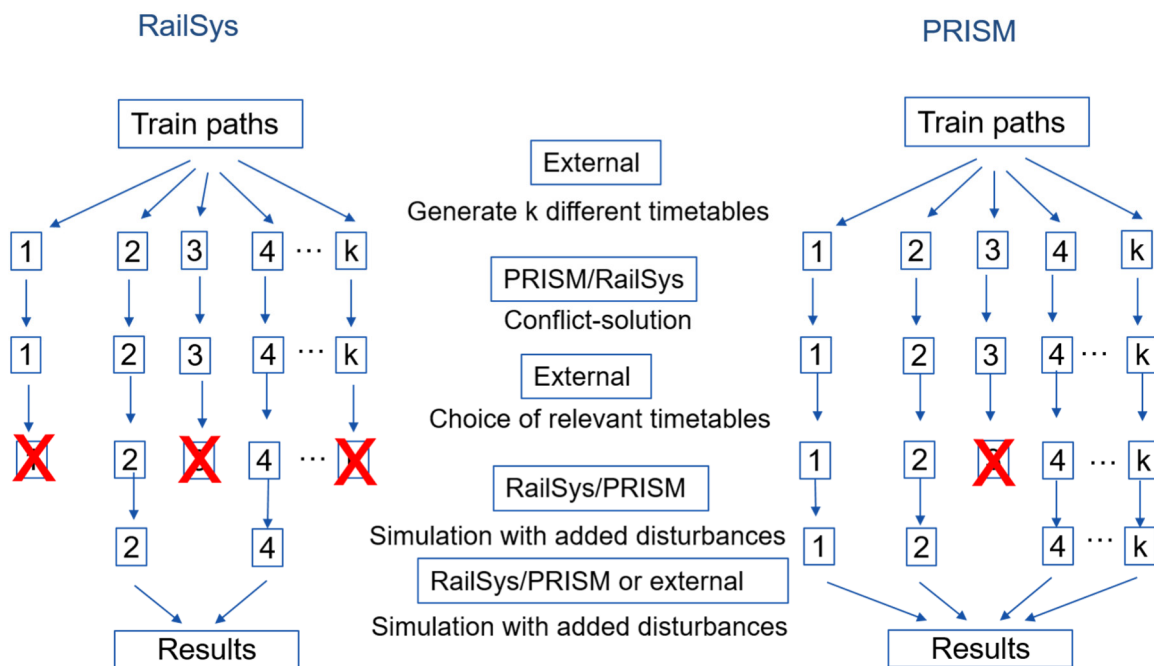 RailSys
PRISM
Train paths
Train paths
External
Generate k different timetables
1 2 3 4 ... k
1 2 3 4 k
PRISM/RailSys
Conflict-solution
1 2 3 4 ... k
1 2 3 4 ... k
External
Choice of relevant timetables
2 4 ...
1 2 4 ... k
RailSys/PRISM
Simulation with added disturbances
2 4
1 2 4 ... k
RailSys/PRISM or external
Simulation with added disturbances
Results
Results